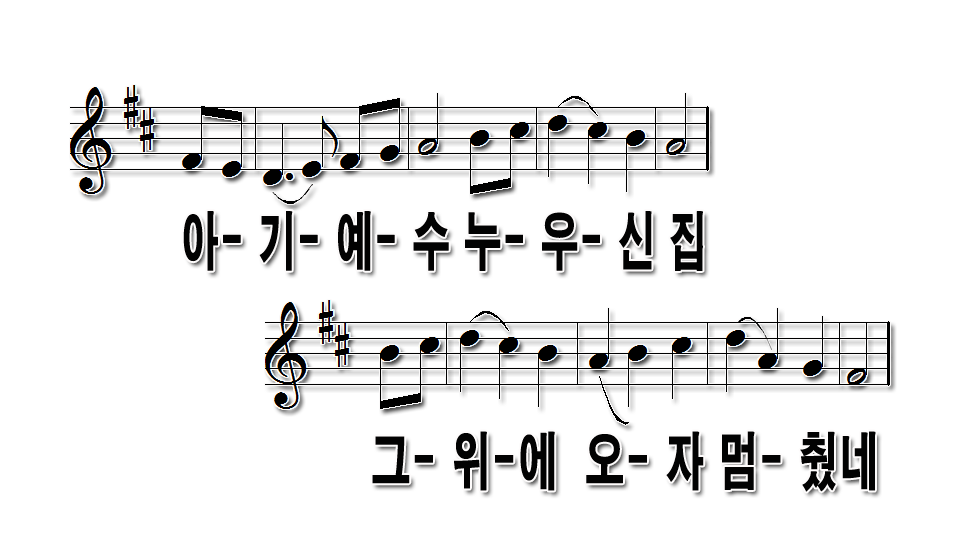 아- 기- 예- 수 누- 우- 신 집
그- 위-에 오- 자 멈- 췄네